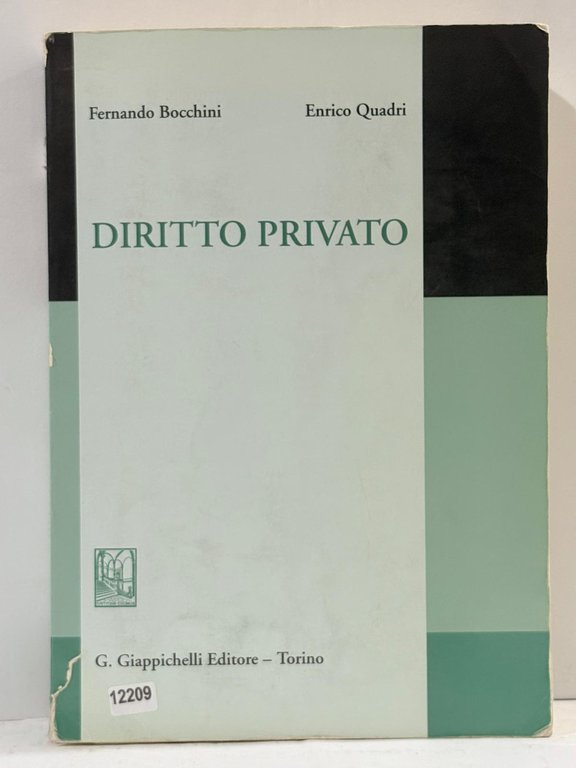 Fernando Bocchini Enrico Quadri
DIRITTO PRIVATO
G. Giappichelli Editore – Torino
12209